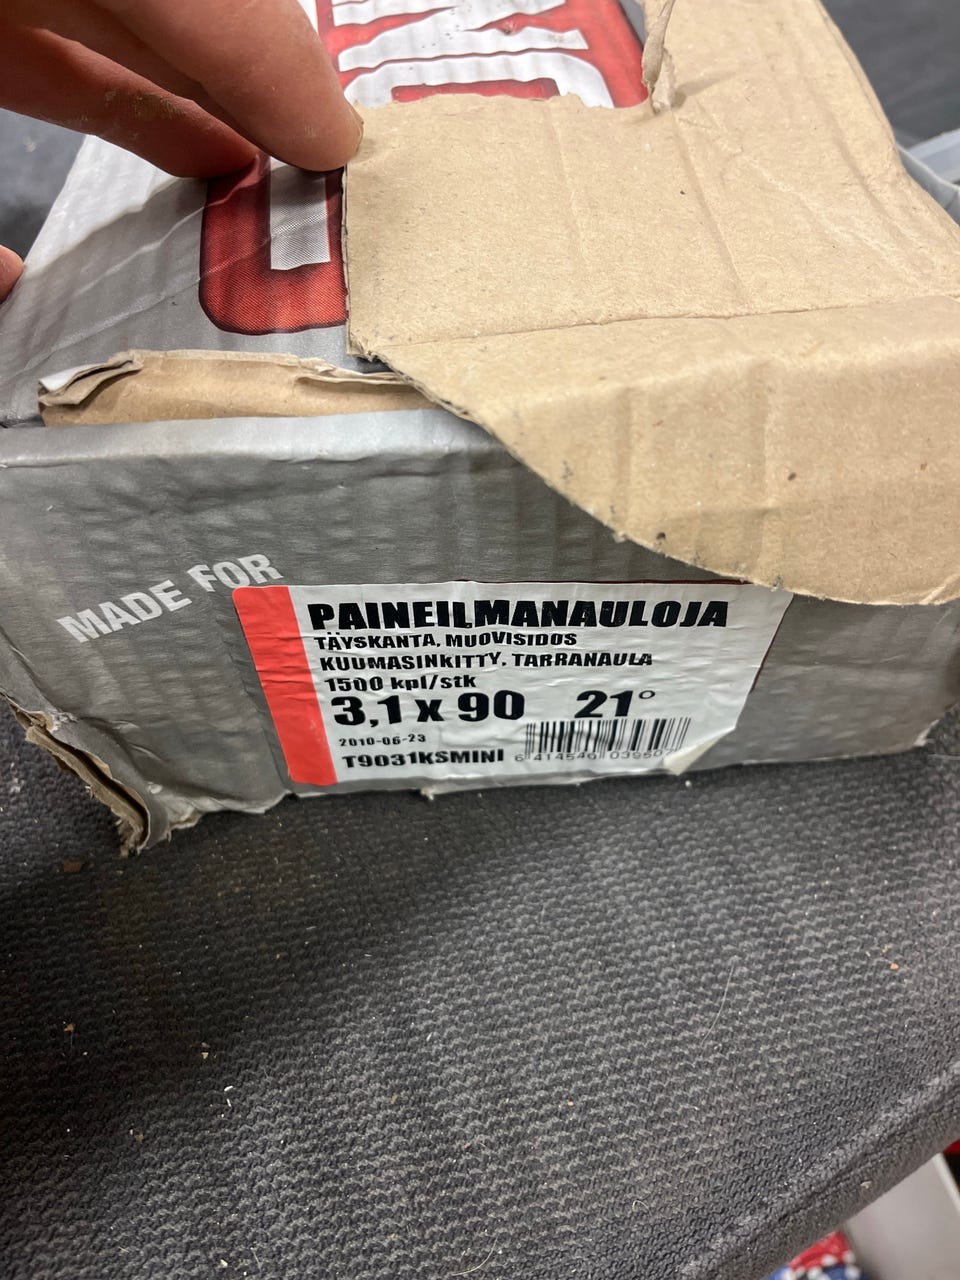 MADE FOR
PAINEILMANAULOJA
TÄYSKANTA, MUOVISIDOS
KUUMASINKITTY, TARRANAULA
1500 kpl/stk
3,1 x 90 21°
2010-06-23
T9031KSMINI